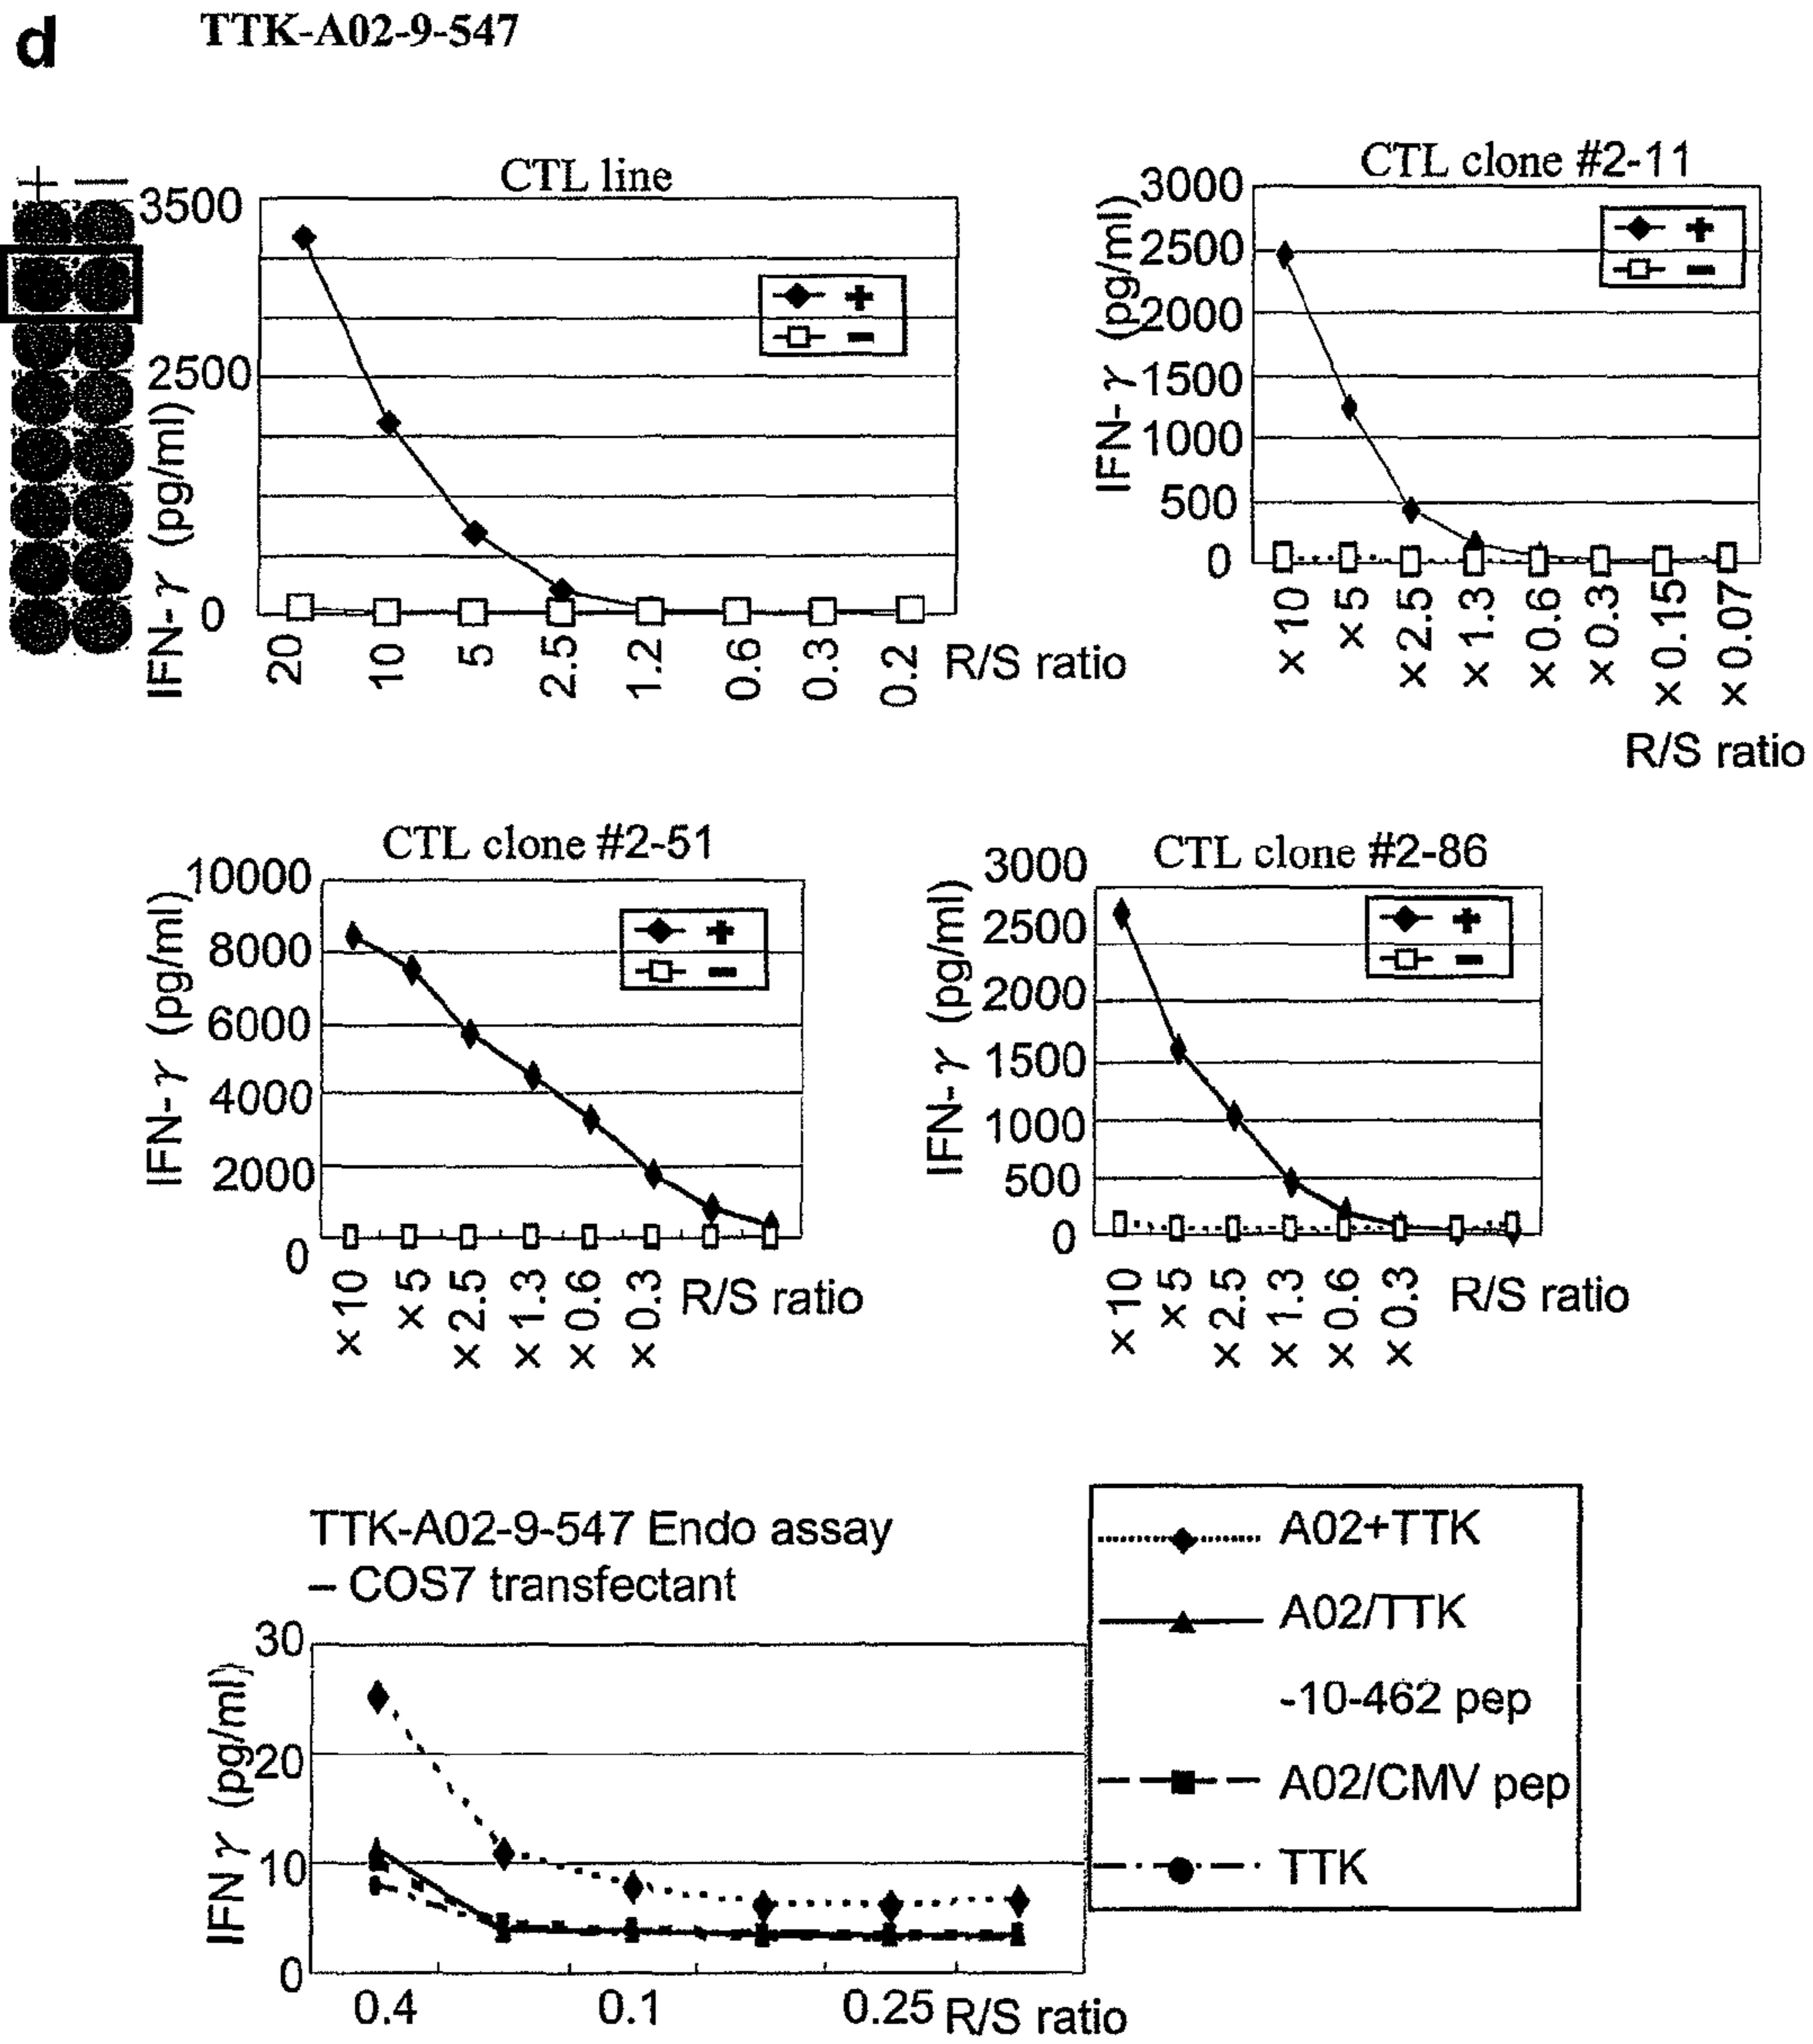 d TTK-A02-9-547
+ −
CTL line
IFN-γ (pg/ml)
3500
2500
0
20 10 5 2.5 1.2 0.6 0.3 0.2 R/S ratio
+
−
CTL clone #2-11
IFN-γ (pg/ml)
3000
2500
2000
1500
1000
500
0
×10 ×5 ×2.5 ×1.3 ×0.6 ×0.3 ×0.15 ×0.07
R/S ratio
+
−
CTL clone #2-51
IFN-γ (pg/ml)
10000
8000
6000
4000
2000
0
×10 ×5 ×2.5 ×1.3 ×0.6 ×0.3 R/S ratio
+
−
CTL clone #2-86
IFN-γ (pg/ml)
3000
2500
2000
1500
1000
500
0
×10 ×5 ×2.5 ×1.3 ×0.6 ×0.3 R/S ratio
+
−
TTK-A02-9-547 Endo assay
– COS7 transfectant
IFN γ (pg/ml)
30
20
10
0
0.4 0.1 0.25 R/S ratio
A02+TTK
A02/TTK
-10-462 pep
A02/CMV pep
TTK